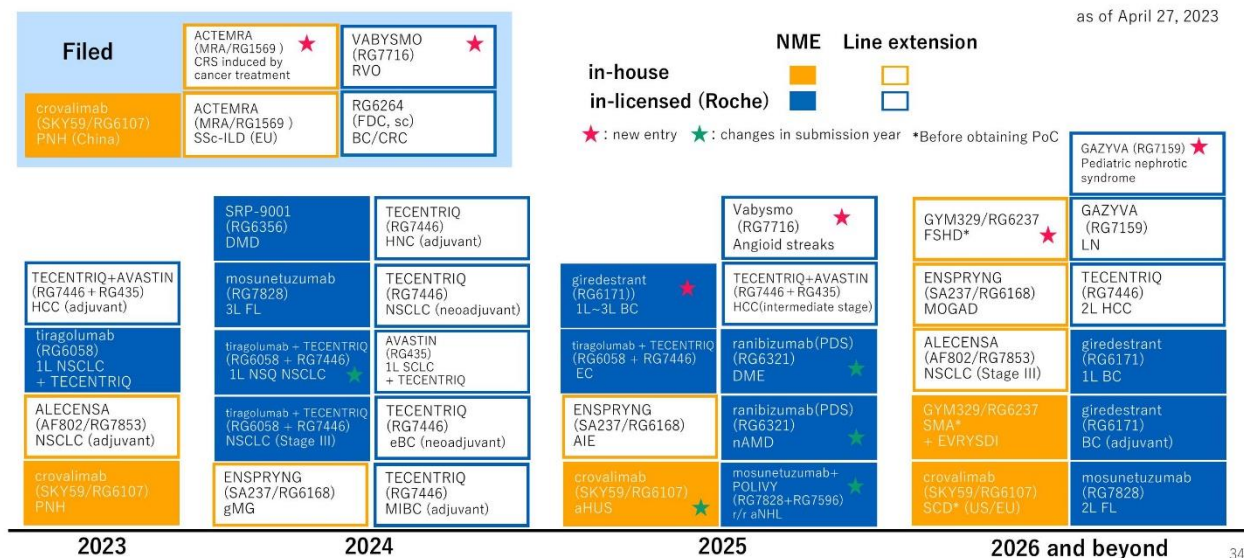 as of April 27, 2023
Filed
ACTEMRA
(MRA/RG1569 )
CRS induced by
cancer treatment
VABYSMO
(RG7716)
RVO
crovalimab
(SKY59/RG6107)
PNH (China)
ACTEMRA
(MRA/RG1569 )
SSc-ILD (EU)
RG6264
(FDC, sc)
BC/CRC
NME Line extension
in-house
in-licensed (Roche)
: new entry : changes in submission year *Before obtaining PoC
TECENTRIQ+AVASTIN
(RG7446+RG435)
HCC (adjuvant)
tiragolumab
(RG6058)
1L NSCLC
+ TECENTRIQ
ALECENSA
(AF802/RG7853)
NSCLC (adjuvant)
crovalimab
(SKY59/RG6107)
PNH
2023
SRP-9001
(RG6356)
DMD
mosunetuzumab
(RG7828)
3L FL
tiragolumab + TECENTRIQ
(RG6058 + RG7446)
1L NSQ NSCLC
tiragolumab + TECENTRIQ
(RG6058 + RG7446)
NSCLC (Stage III)
ENSPRYNG
(SA237/RG6168)
gMG
TECENTRIQ
(RG7446)
HNC (adjuvant)
TECENTRIQ
(RG7446)
NSCLC (neoadjuvant)
AVASTIN
(RG435)
1L SCLC
+ TECENTRIQ
TECENTRIQ
(RG7446)
eBC (neoadjuvant)
TECENTRIQ
(RG7446)
MIBC (adjuvant)
2024
giredestrant
(RG6171))
1L~3L BC
tiragolumab + TECENTRIQ
(RG6058 + RG7446)
EC
ENSPRYNG
(SA237/RG6168)
AIE
crovalimab
(SKY59/RG6107)
aHUS
Vabysmo
(RG7716)
Angioid streaks
TECENTRIQ+AVASTIN
(RG7446+RG435)
HCC(intermediate stage)
ranibizumab(PDS)
(RG6321)
DME
ranibizumab(PDS)
(RG6321)
nAMD
mosunetuzumab+
POLIVY
(RG7828+RG7596)
r/r aNHL
2025
GYM329/RG6237
FSHD*
ENSPRYNG
(SA237/RG6168)
MOGAD
ALECENSA
(AF802/RG7853)
NSCLC (Stage III)
GYM329/RG6237
SMA*
+ EVRYSDI
crovalimab
(SKY59/RG6107)
SCD* (US/EU)
GAZYVA (RG7159)
Pediatric nephrotic
syndrome
GAZYVA
(RG7159)
LN
TECENTRIQ
(RG7446)
2L HCC
giredestrant
(RG6171)
1L BC
giredestrant
(RG6171)
BC (adjuvant)
mosunetuzumab
(RG7828)
2L FL
2026 and beyond
34